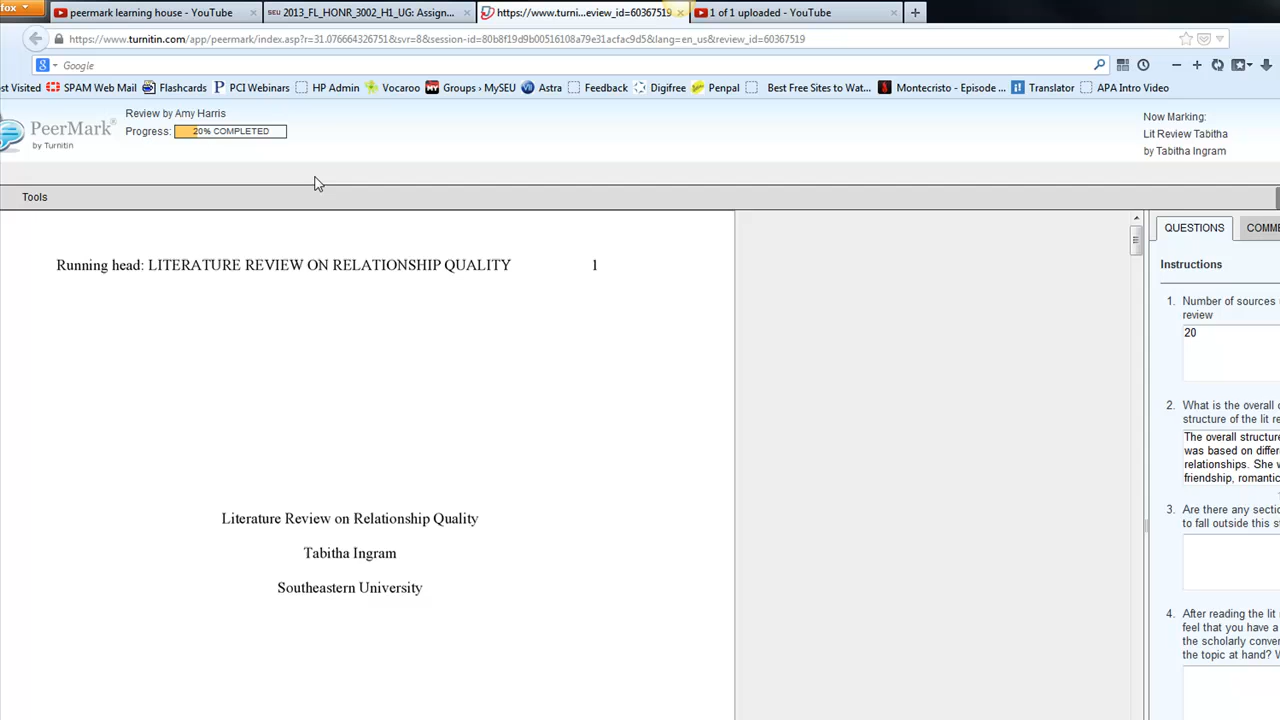 fox
peermark learning house - YouTube
SEU 2013_FL_HONR_3002_H1_UG: Assign...
https://www.turni...eview_id=60367519
1 of 1 uploaded - YouTube
https://www.turnitin.com/app/peermark/index.asp?r=31.076664326751&svr=8&session-id=80b8f19d9b00516108a79e31acfac9d5&lang=en_us&review_id=60367519
Google
st Visited SPAM Web Mail Flashcards PCI Webinars HP Admin Vocaroo Groups › MySEU Astra Feedback Digifree Penpal Best Free Sites to Wat... Montecristo - Episode ... Translator APA Intro Video
PeerMark
by Turnitin
Review by Amy Harris
Progress: 20% COMPLETED
Now Marking:
Lit Review Tabitha
by Tabitha Ingram
Tools
Running head: LITERATURE REVIEW ON RELATIONSHIP QUALITY 1
Literature Review on Relationship Quality
Tabitha Ingram
Southeastern University
QUESTIONS COMME
Instructions
1. Number of sources
review
20
2. What is the overall
structure of the lit re
The overall structure
was based on differe
relationships. She w
friendship, romantic
3. Are there any secti
to fall outside this s
4. After reading the lit
feel that you have a
the scholarly conver
the topic at hand? W